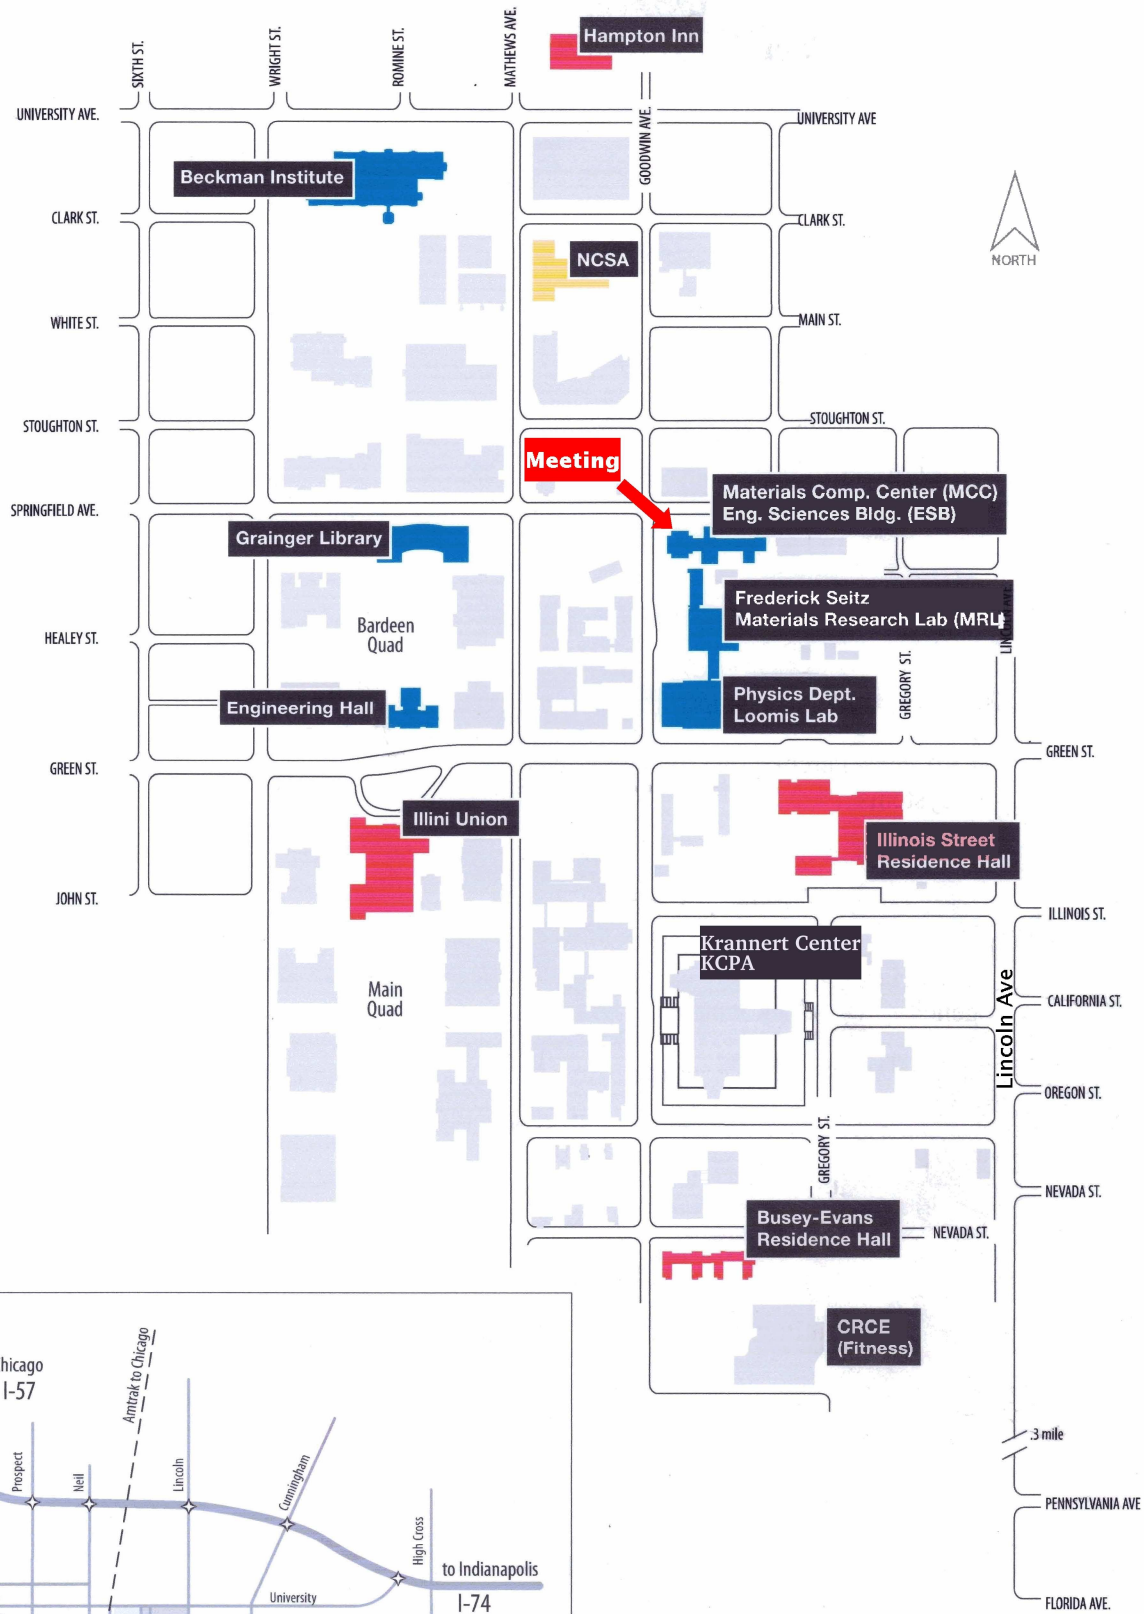 Hampton Inn
SIXTH ST.
WRIGHT ST.
ROMINE ST.
MATHEWS AVE.
GOODWIN AVE.
UNIVERSITY AVE.
UNIVERSITY AVE
Beckman Institute
CLARK ST.
CLARK ST.
NCSA
NORTH
WHITE ST.
MAIN ST.
STOUGHTON ST.
STOUGHTON ST.
Meeting
Materials Comp. Center (MCC)
Eng. Sciences Bldg. (ESB)
SPRINGFIELD AVE.
Grainger Library
Frederick Seitz
Materials Research Lab (MRL
Bardeen
Quad
HEALEY ST.
GREGORY ST.
Engineering Hall
Physics Dept.
Loomis Lab
GREEN ST.
GREEN ST.
Illini Union
Illinois Street
Residence Hall
JOHN ST.
ILLINOIS ST.
Krannert Center
KCPA
Main
Quad
Lincoln Ave
CALIFORNIA ST.
OREGON ST.
GREGORY ST.
NEVADA ST.
Busey-Evans
Residence Hall
NEVADA ST.
CRCE
(Fitness)
hicago
I-57
Amtrak to Chicago
.3 mile
Prospect
Neil
Lincoln
Cunningham
High Cross
PENNSYLVANIA AVE
to Indianapolis
I-74
University
FLORIDA AVE.